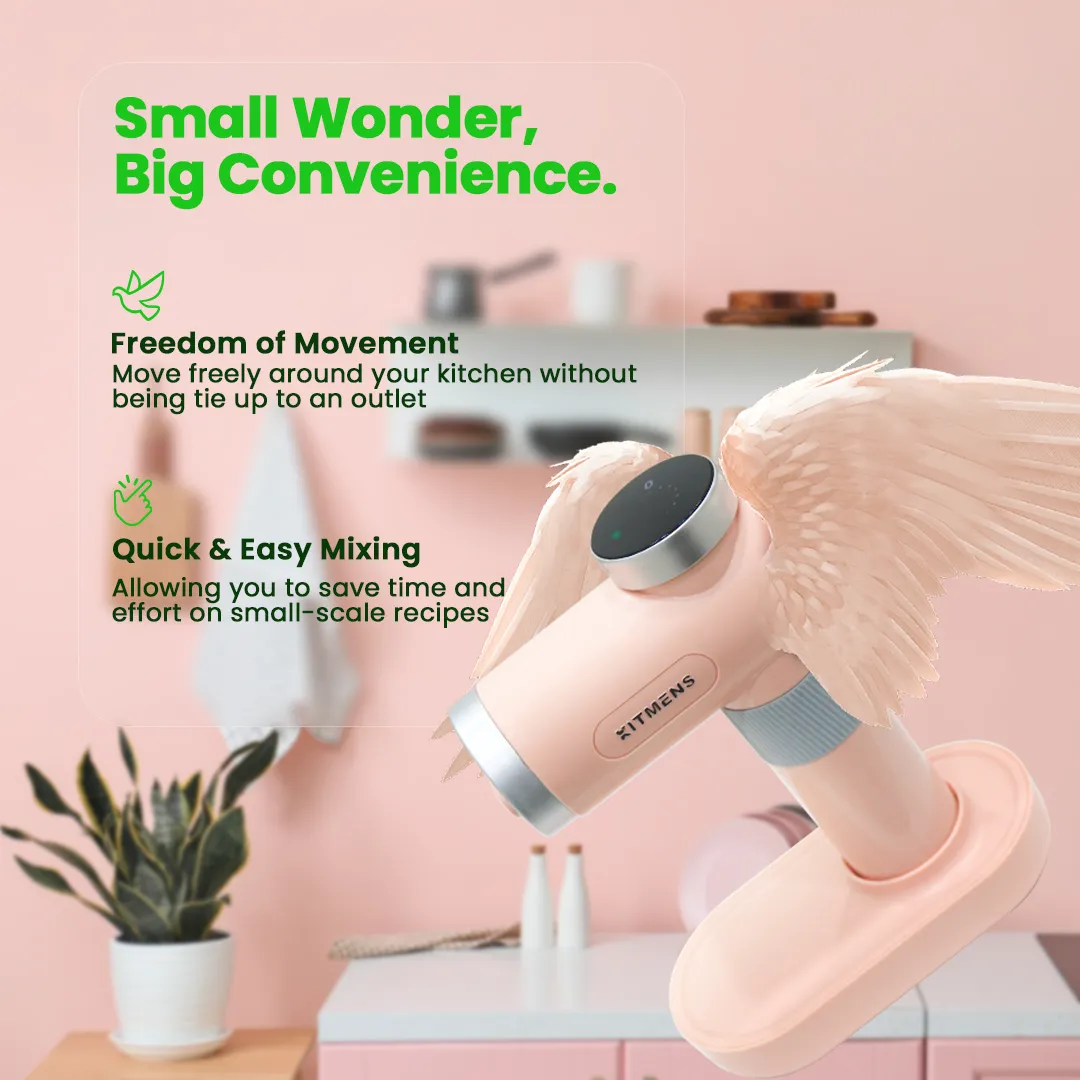 Small Wonder,
Big Convenience.
Freedom of Movement
Move freely around your kitchen without
being tie up to an outlet
Quick & Easy Mixing
Allowing you to save time and
effort on small-scale recipes
KITMENS